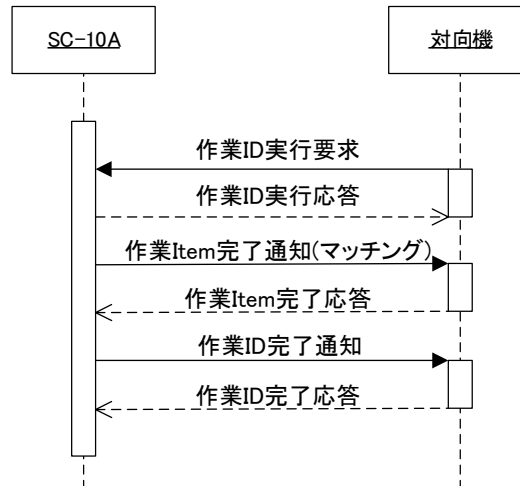 SC-10A
対向機
作業ID実行要求
作業ID実行応答
作業Item完了通知(マッチング)
作業Item完了応答
作業ID完了通知
作業ID完了応答